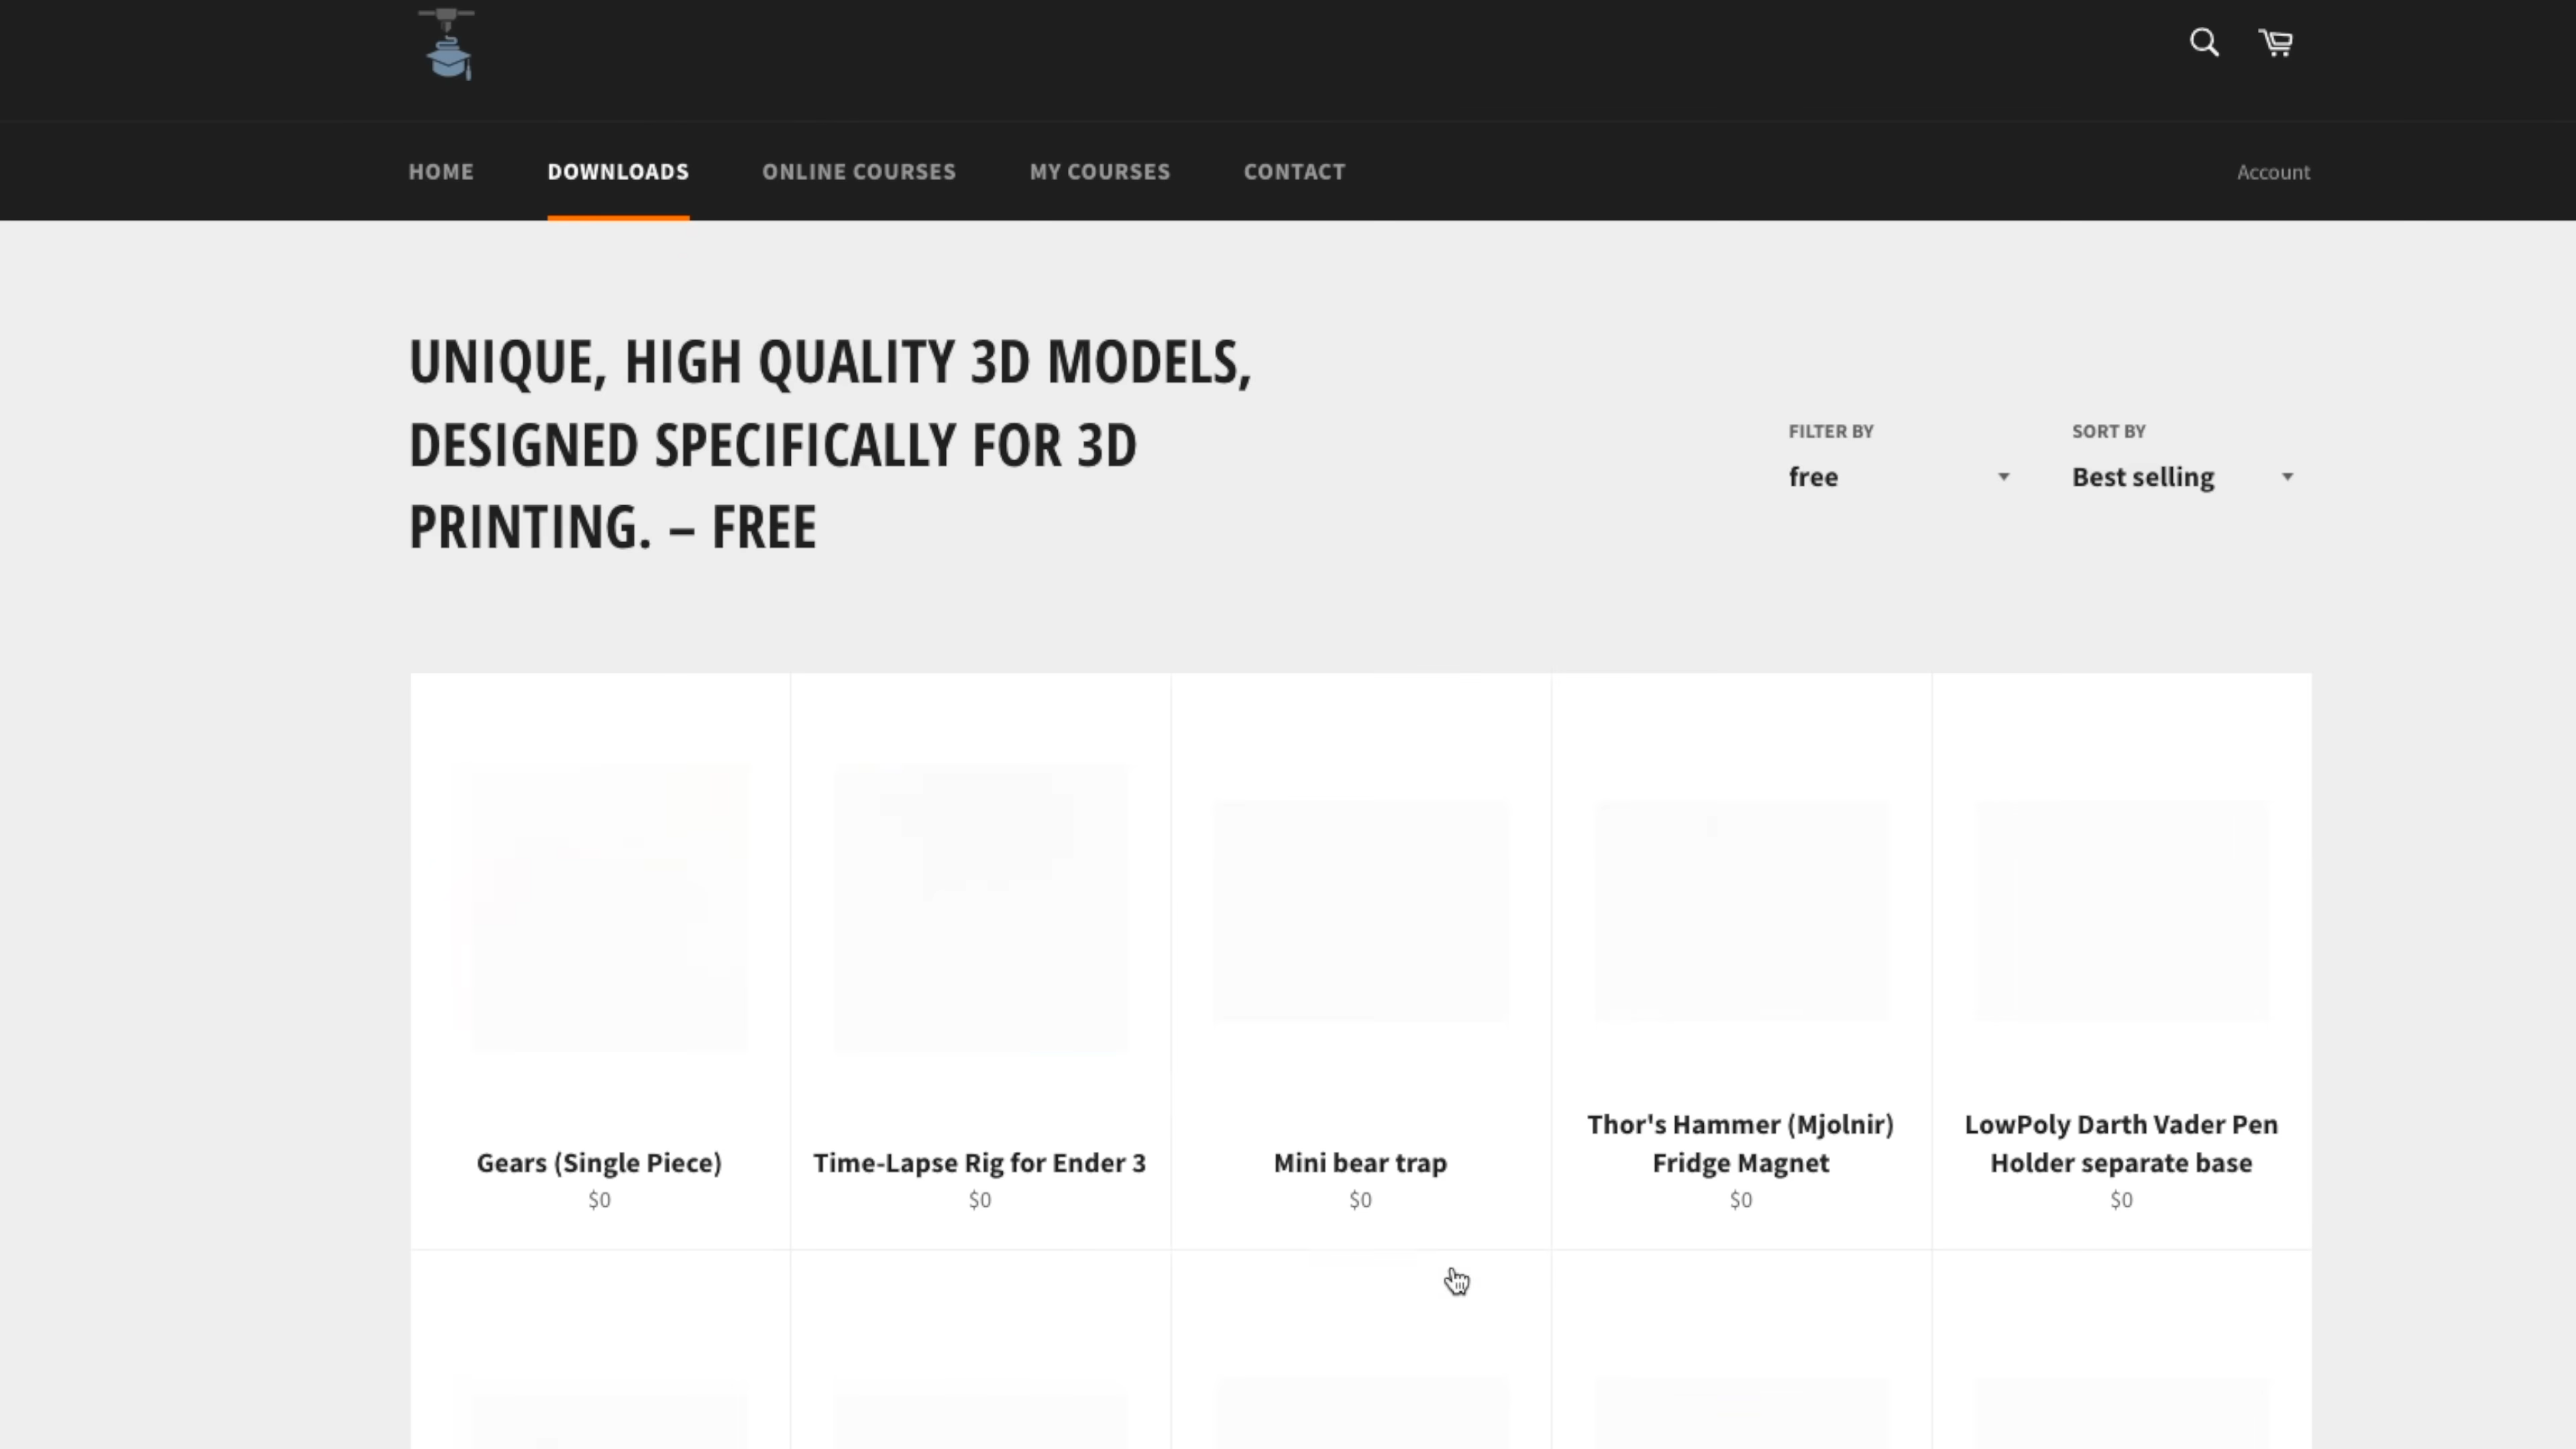 HOME
DOWNLOADS
ONLINE COURSES
MY COURSES
CONTACT
Account
UNIQUE, HIGH QUALITY 3D MODELS,
DESIGNED SPECIFICALLY FOR 3D
PRINTING. – FREE
FILTER BY
free
SORT BY
Best selling
Gears (Single Piece)
$0
Time-Lapse Rig for Ender 3
$0
Mini bear trap
$0
Thor's Hammer (Mjolnir)
Fridge Magnet
$0
LowPoly Darth Vader Pen
Holder separate base
$0